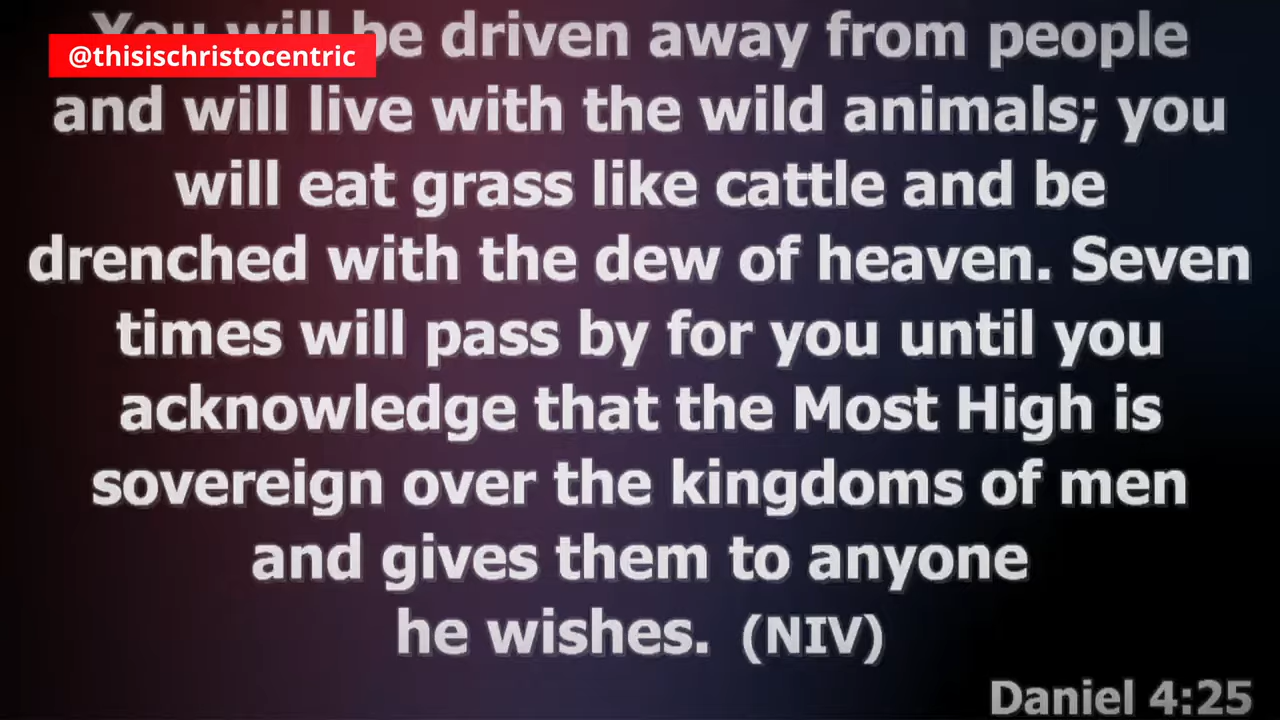 You will be driven away from people
@thisischristocentric
and will live with the wild animals; you
will eat grass like cattle and be
drenched with the dew of heaven. Seven
times will pass by for you until you
acknowledge that the Most High is
sovereign over the kingdoms of men
and gives them to anyone
he wishes. (NIV)
Daniel 4:25